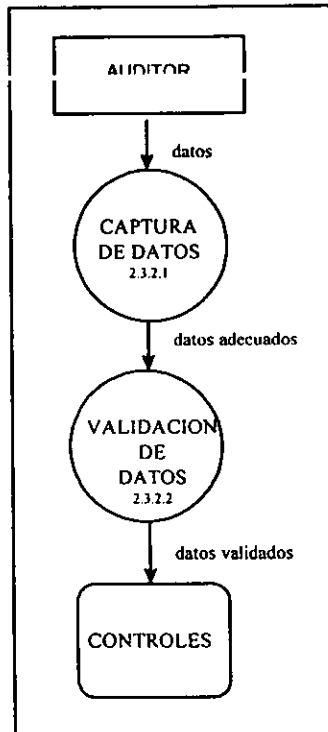 AUDITOR
datos
CAPTURA
DE DATOS
2.3.2.1
datos adecuados
VALIDACION
DE
DATOS
2.3.2.2
datos validados
CONTROLES